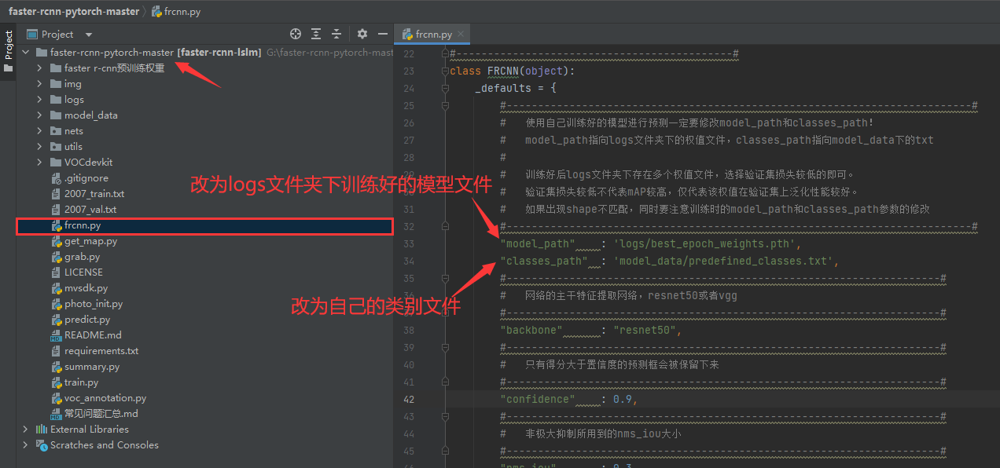 faster-rcnn-pytorch-master frcnn.py
Project
Project
frcnn.py
faster-rcnn-pytorch-master [faster-rcnn-lslm] G:\faster-rcnn-pytorch-mast
faster r-cnn预训练权重
img
logs
model_data
nets
utils
VOCdevkit
.gitignore
2007_train.txt
2007_val.txt
frcnn.py
get_map.py
grab.py
LICENSE
mvsdk.py
photo_init.py
predict.py
README.md
requirements.txt
summary.py
train.py
voc_annotation.py
常见问题汇总.md
External Libraries
Scratches and Consoles
改为logs文件夹下训练好的模型文件
改为自己的类别文件
22 #--------------------------------------------#
23 class FRCNN(object):
24 _defaults = {
25 #--------------------------------------------------------------------------#
26 # 使用自己训练好的模型进行预测一定要修改model_path和classes_path!
27 # model_path指向logs文件夹下的权值文件，classes_path指向model_data下的txt
28 #
29 # 训练好后logs文件夹下存在多个权值文件，选择验证集损失较低的即可。
30 # 验证集损失较低不代表mAP较高，仅代表该权值在验证集上泛化性能较好。
31 # 如果出现shape不匹配，同时要注意训练时的model_path和classes_path参数的修改
32 #--------------------------------------------------------------------------#
33 "model_path" : 'logs/best_epoch_weights.pth',
34 "classes_path" : 'model_data/predefined_classes.txt',
35 #---------------------------------------------------------------------#
36 # 网络的主干特征提取网络，resnet50或者vgg
37 #---------------------------------------------------------------------#
38 "backbone" : "resnet50",
39 #---------------------------------------------------------------------#
40 # 只有得分大于置信度的预测框会被保留下来
41 #---------------------------------------------------------------------#
42 "confidence" : 0.9,
43 #---------------------------------------------------------------------#
44 # 非极大抑制所用到的nms_iou大小
45 #---------------------------------------------------------------------#
46 "nms_iou" : 0.3,